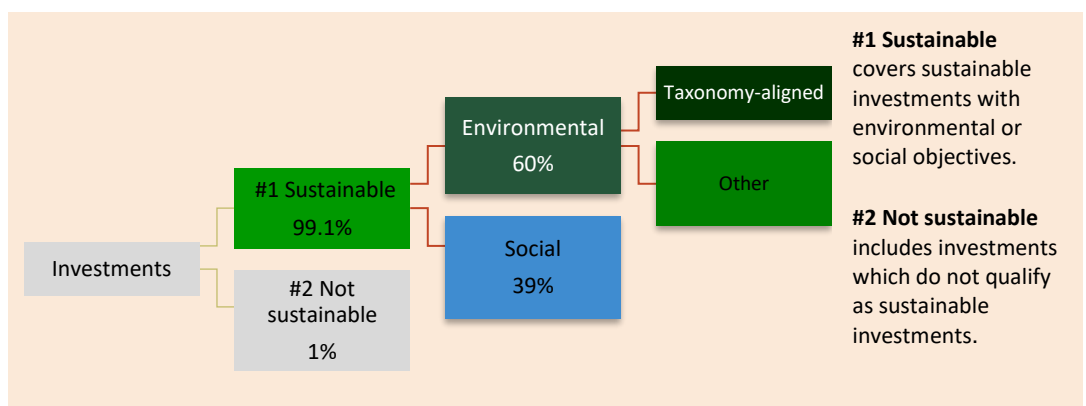 Investments
#1 Sustainable
99.1%
#2 Not
sustainable
1%
Environmental
60%
Social
39%
Taxonomy-aligned
Other
#1 Sustainable
covers sustainable
investments with
environmental or
social objectives.
#2 Not sustainable
includes investments
which do not qualify
as sustainable
investments.